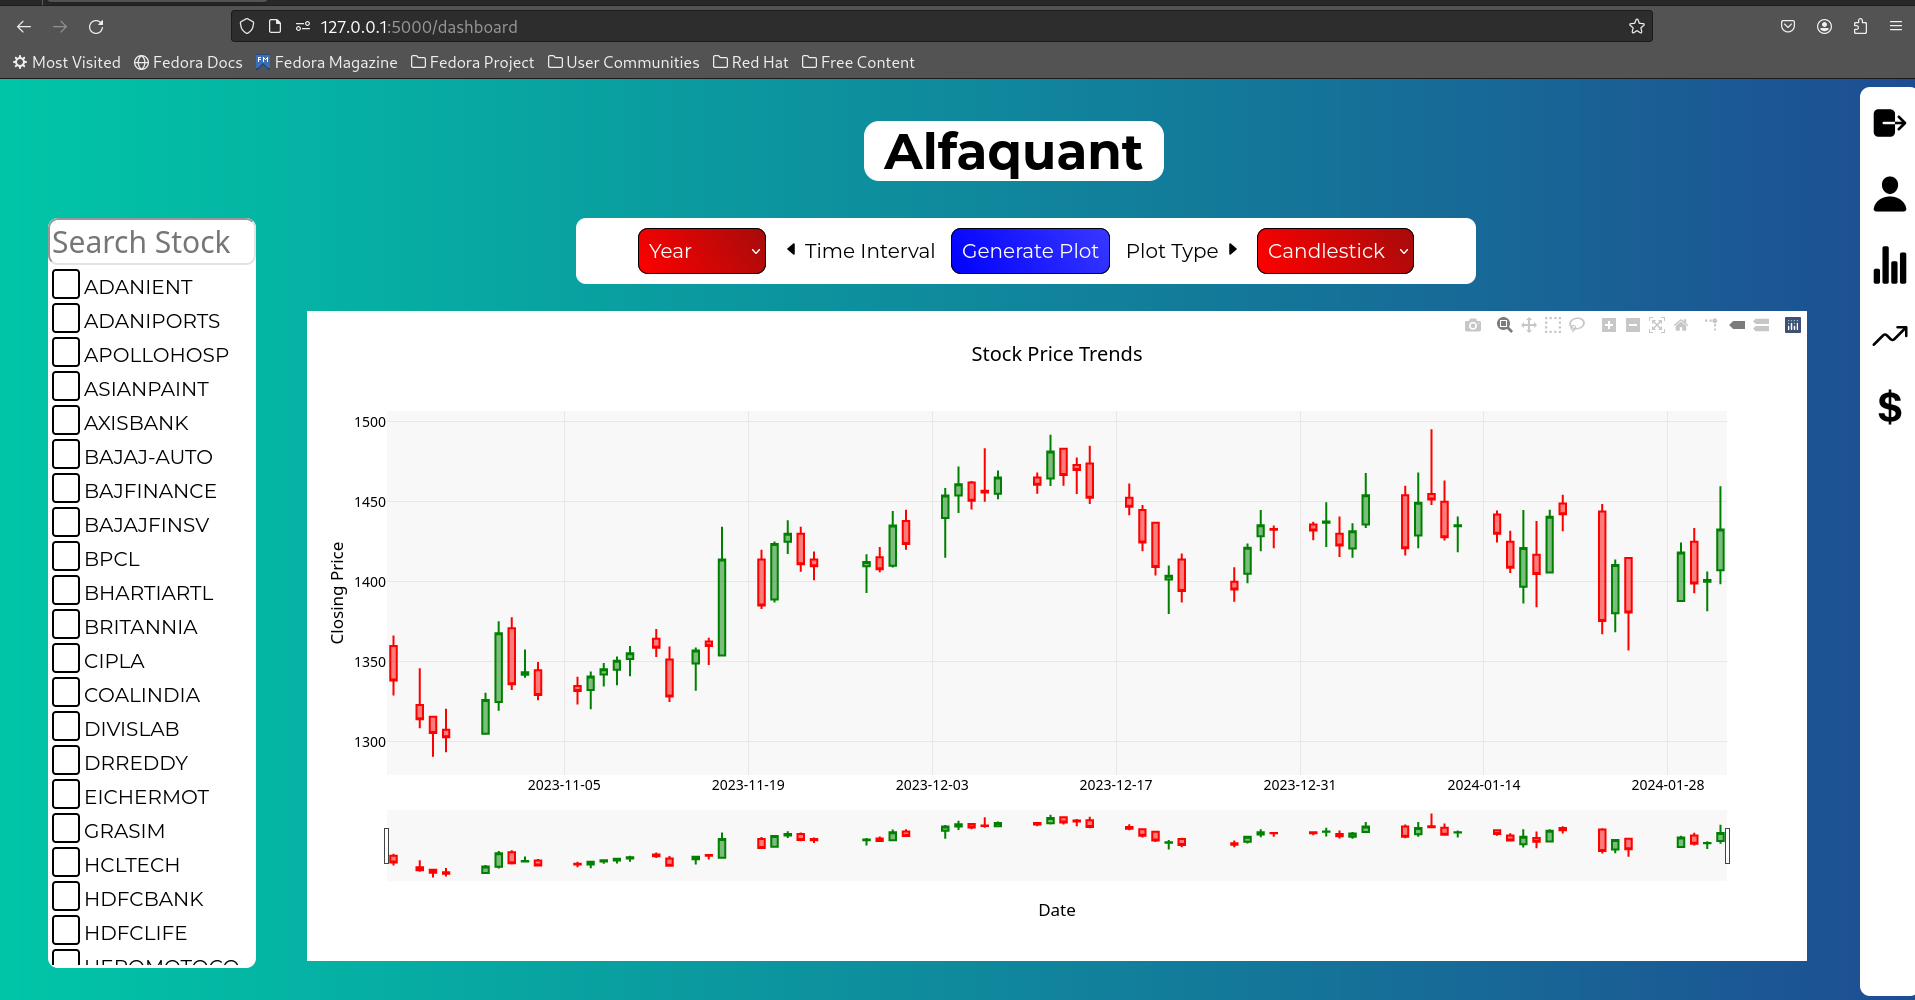 127.0.0.1:5000/dashboard
Most Visited Fedora Docs Fedora Magazine Fedora Project User Communities Red Hat Free Content
Alfaquant
Search Stock
ADANIENT
ADANIPORTS
APOLLOHOSP
ASIANPAINT
AXISBANK
BAJAJ-AUTO
BAJFINANCE
BAJAJFINSV
BPCL
BHARTIARTL
BRITANNIA
CIPLA
COALINDIA
DIVISLAB
DRREDDY
EICHERMOT
GRASIM
HCLTECH
HDFCBANK
HDFCLIFE
HEROMOTOCO
Year Time Interval Generate Plot Plot Type Candlestick
Stock Price Trends
Closing Price
1500
1450
1400
1350
1300
2023-11-05 2023-11-19 2023-12-03 2023-12-17 2023-12-31 2024-01-14 2024-01-28
Date